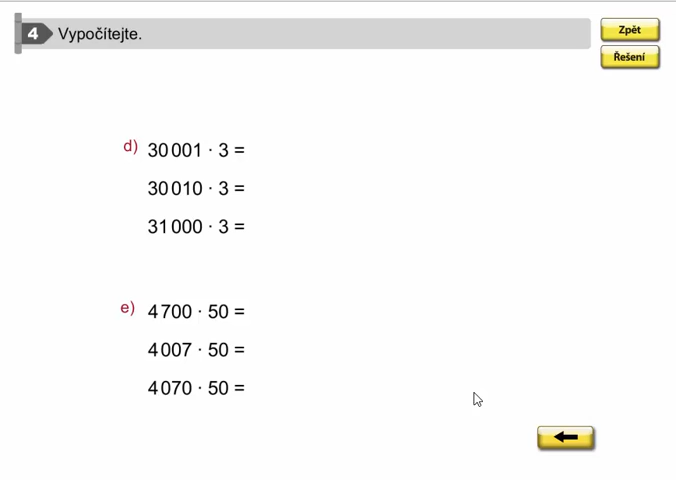 4 Vypočítejte.
Zpět
Řešení
d) 30 001 · 3 =
30 010 · 3 =
31 000 · 3 =
e) 4 700 · 50 =
4 007 · 50 =
4 070 · 50 =